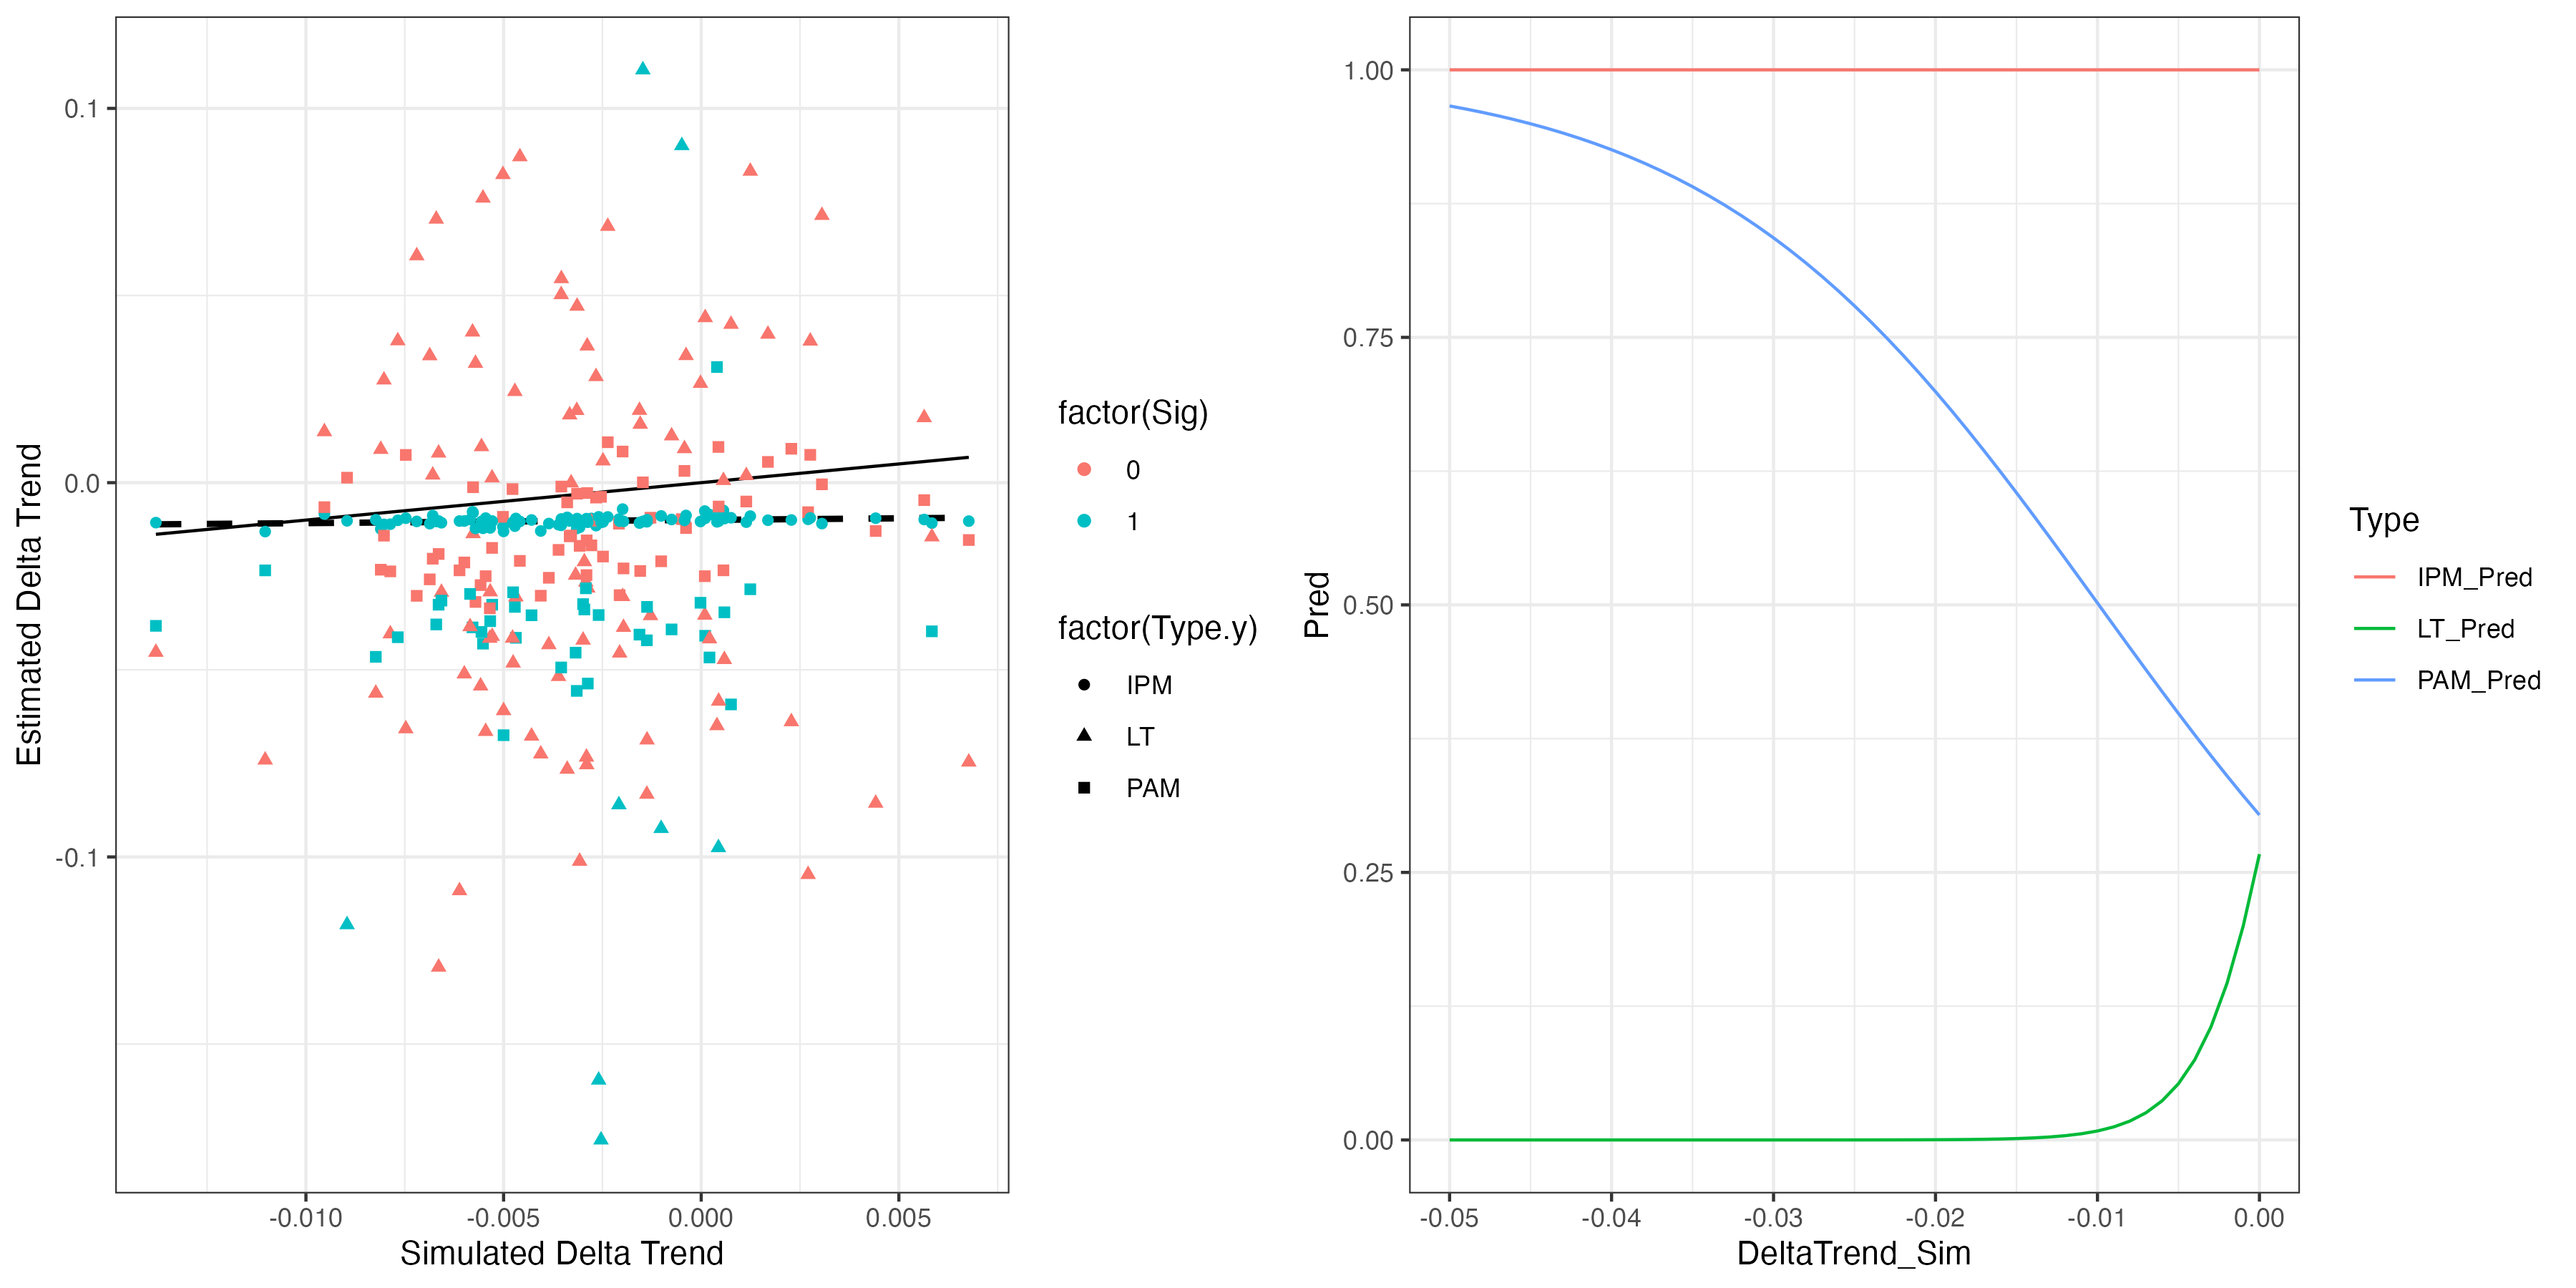 0.1
0.0
-0.1
Estimated Delta Trend
-0.010
-0.005
0.000
0.005
Simulated Delta Trend
factor(Sig)
0
1
factor(Type.y)
IPM
LT
PAM
1.00
0.75
0.50
0.25
0.00
Pred
-0.05
-0.04
-0.03
-0.02
-0.01
0.00
DeltaTrend_Sim
Type
IPM_Pred
LT_Pred
PAM_Pred